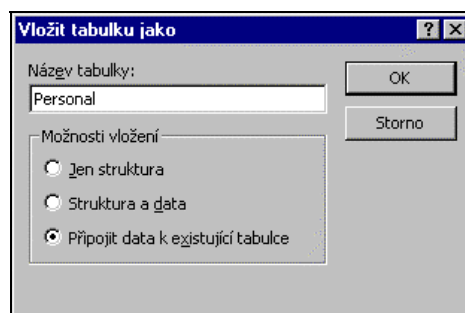 Vložit tabulku jako
Název tabulky:
Personal
OK
Storno
Možnosti vložení
Jen struktura
Struktura a data
Připojit data k existující tabulce